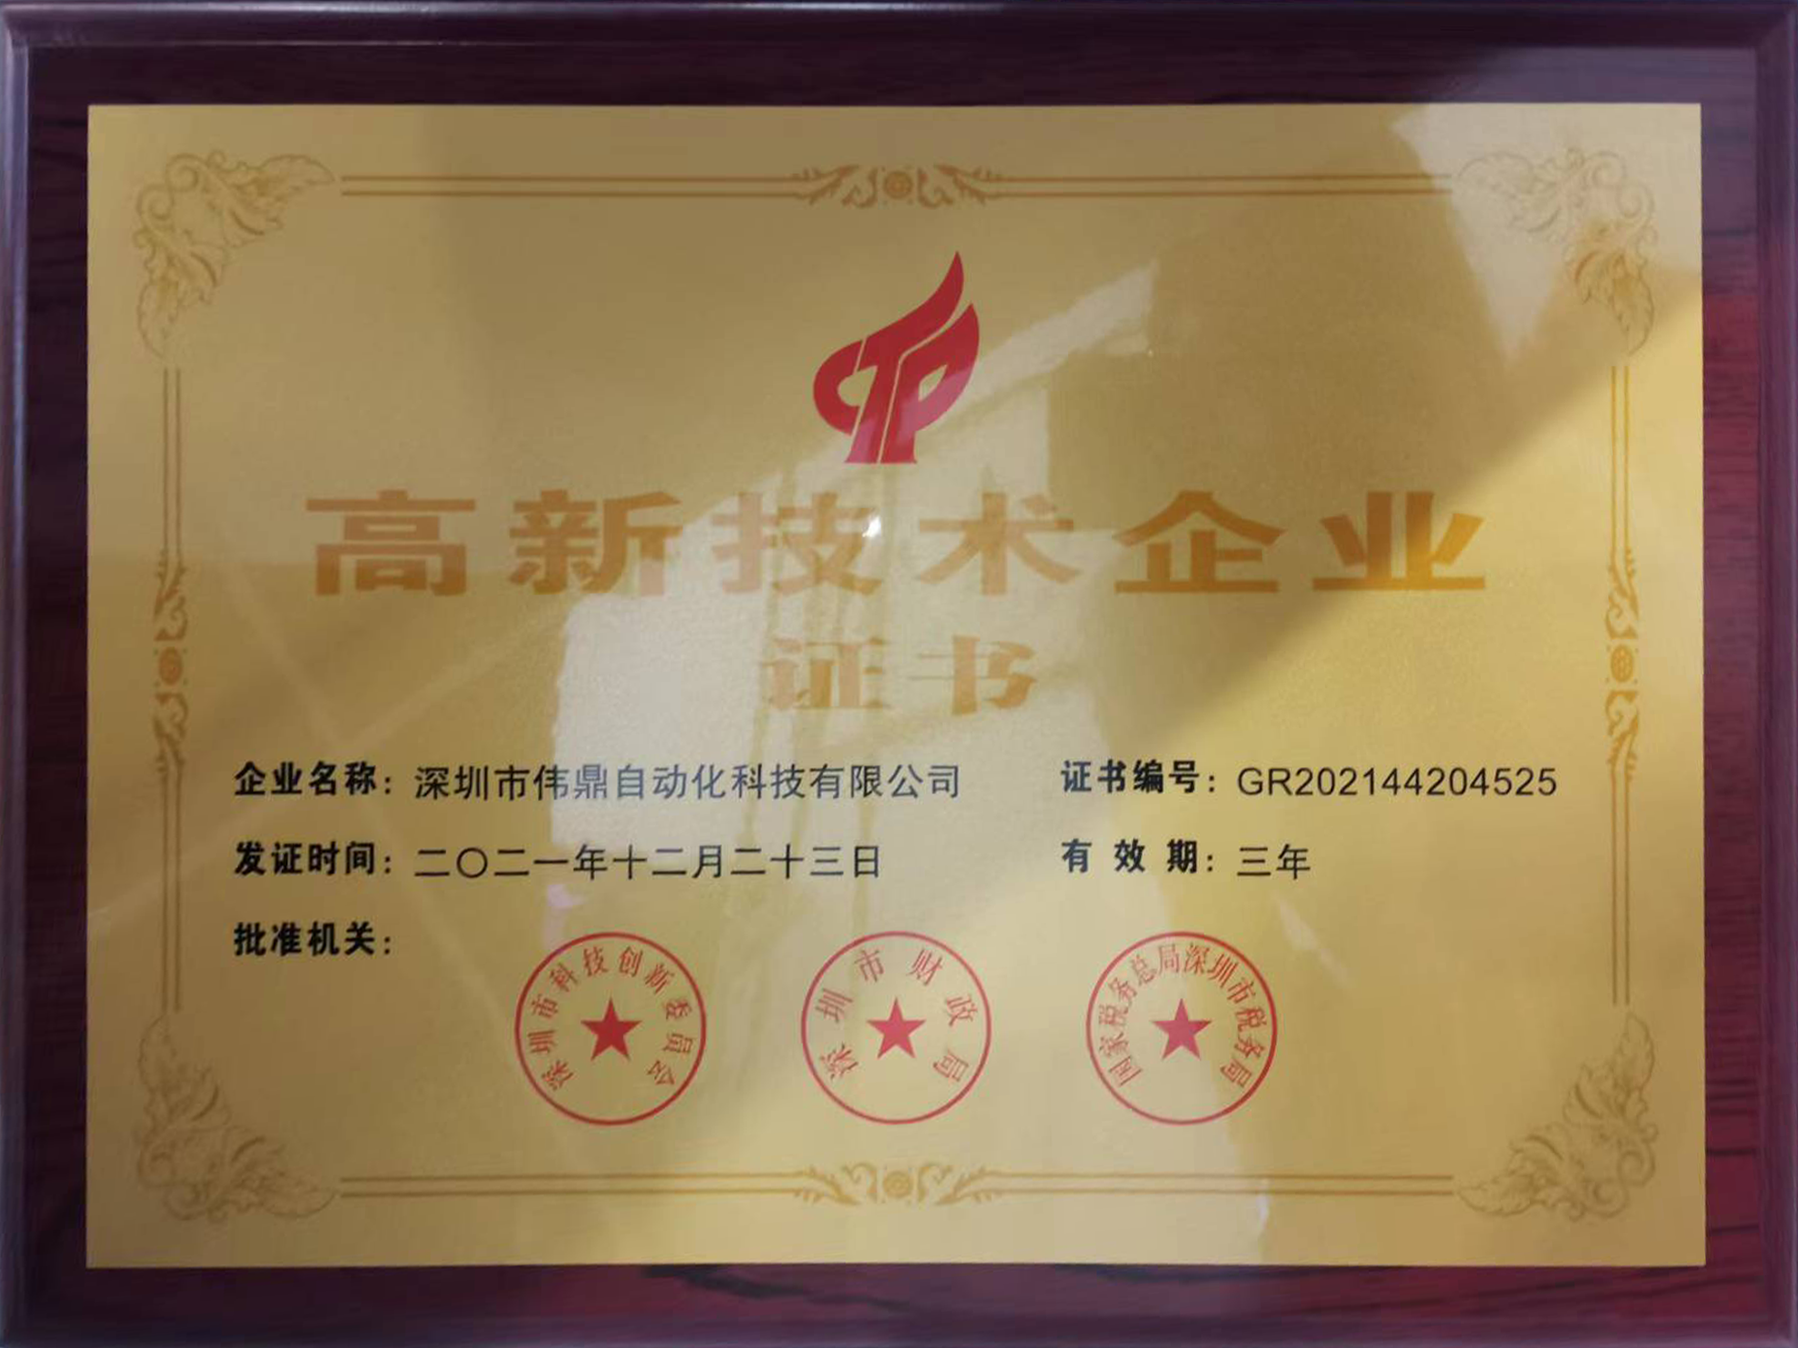 高新技术企业
证书
企业名称：深圳市伟鼎自动化科技有限公司
证书编号：GR202144204525
发证时间：二〇二一年十二月二十三日
有效期：三年
批准机关：
深圳市科技创新委员会
深圳市财政局
国家税务总局深圳市税务局